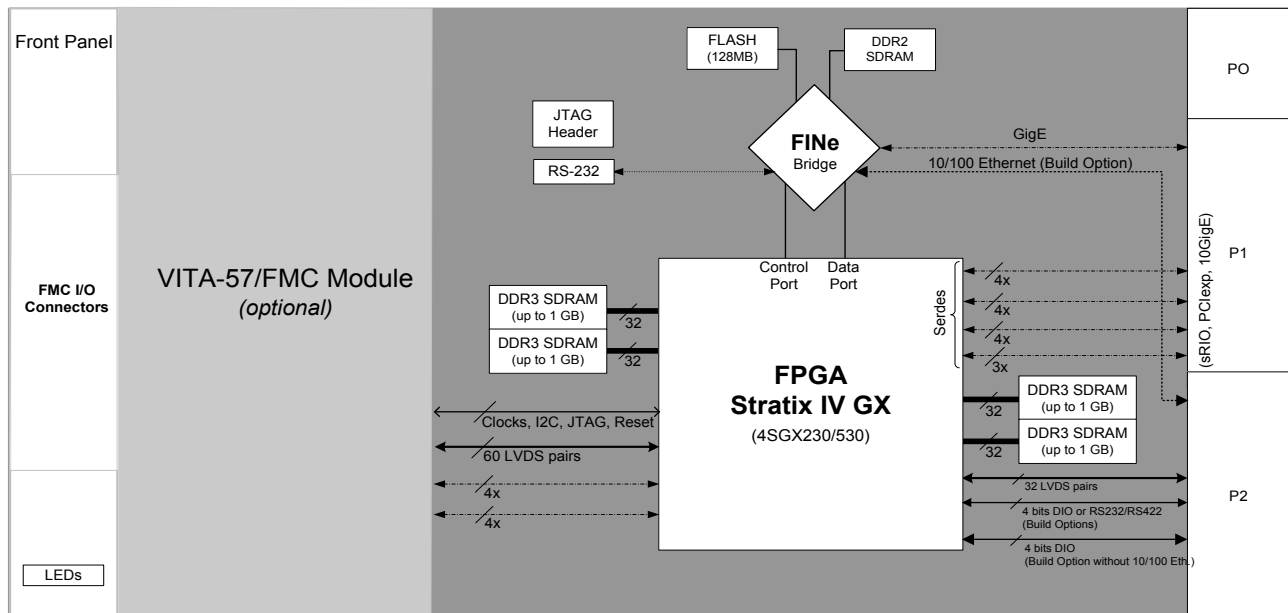 Front Panel
FMC I/O
Connectors
LEDs
VITA-57/FMC Module
(optional)
FLASH
(128MB)
DDR2
SDRAM
JTAG
Header
RS-232
FINe
Bridge
GigE
10/100 Ethernet (Build Option)
Control
Port
Data
Port
DDR3 SDRAM
(up to 1 GB)
32
DDR3 SDRAM
(up to 1 GB)
32
Clocks, I2C, JTAG, Reset
60 LVDS pairs
4x
4x
FPGA
Stratix IV GX
(4SGX230/530)
Serdes
4x
4x
4x
3x
32
DDR3 SDRAM
(up to 1 GB)
32
DDR3 SDRAM
(up to 1 GB)
32 LVDS pairs
4 bits DIO or RS232/RS422
(Build Options)
4 bits DIO
(Build Option without 10/100 Eth.)
PO
P1
(sRIO, PCIexp, 10GigE)
P2